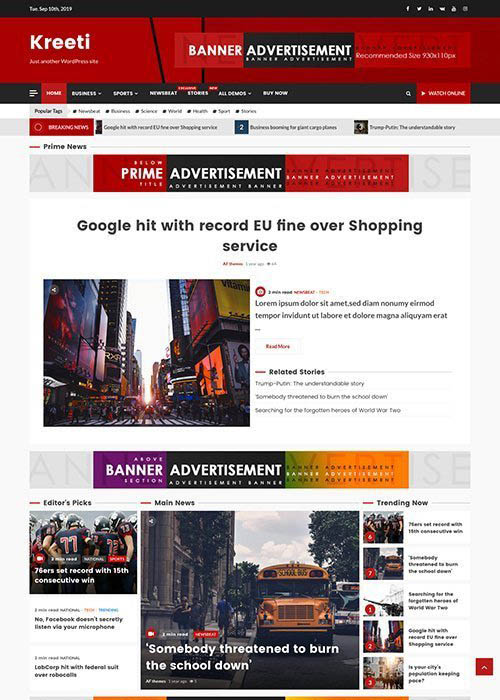 Tue. Sep 10th, 2019
Kreeti
Just another WordPress site
BANNER ADVERTISEMENT
BUY NOW
Recommended Size 930x110px
HOME
BUSINESS
SPORTS
NEWSBEAT
EXCLUSIVE
STORIES
NEW
ALL DEMOS
BUY NOW
WATCH ONLINE
Popular Tags
Newsbeat
Business
Science
World
Health
Sport
Stories
BREAKING NEWS
Google hit with record EU fine over Shopping service
2
Business booming for giant cargo planes
Trump-Putin: The understandable story
Prime News
BELOW
PRIME ADVERTISEMENT
TITLE
ADVERTISEMENT BANNER
Google hit with record EU fine over Shopping
service
AF themes 1 year ago 64
2 min read NEWSBEAT TECH
Lorem ipsum dolor sit amet,sed diam nonumy eirmod
tempor invidunt ut labore et dolore magna aliquyam erat
...
Read More
Related Stories
Trump-Putin: The understandable story
'Somebody threatened to burn the school down'
Searching for the forgotten heroes of World War Two
ABOVE
BANNER ADVERTISEMENT
SECTION
ADVERTISEMENT BANNER
Editor's Picks
77
2 min read NATIONAL SPORTS
76ers set record with 15th
consecutive win
2 min read NATIONAL TECH TRENDING
No, Facebook doesn't secretly
listen via your microphone
2 min read NATIONAL
LabCorp hit with federal suit
over robocalls
Main News
SCHOOL BUS
2 min read NEWSBEAT
'Somebody threatened to burn
the school down'
AF themes 1 year ago 5
Trending Now
6
76ers set record with
15th consecutive win
7
'Somebody
threatened to burn the
school down'
1
Searching for the
forgotten heroes of
World War Two
2
Google hit with record
EU fine over Shopping
service
3
Is your city's
population keeping
pace?